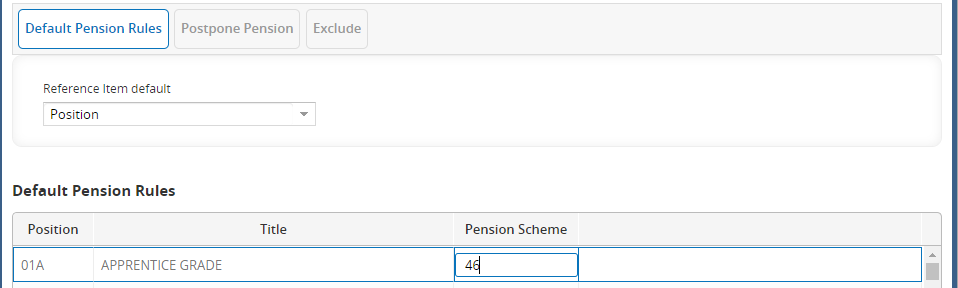 Default Pension Rules Postpone Pension Exclude
Reference Item default
Position
Default Pension Rules
Position Title Pension Scheme
01A APPRENTICE GRADE 46